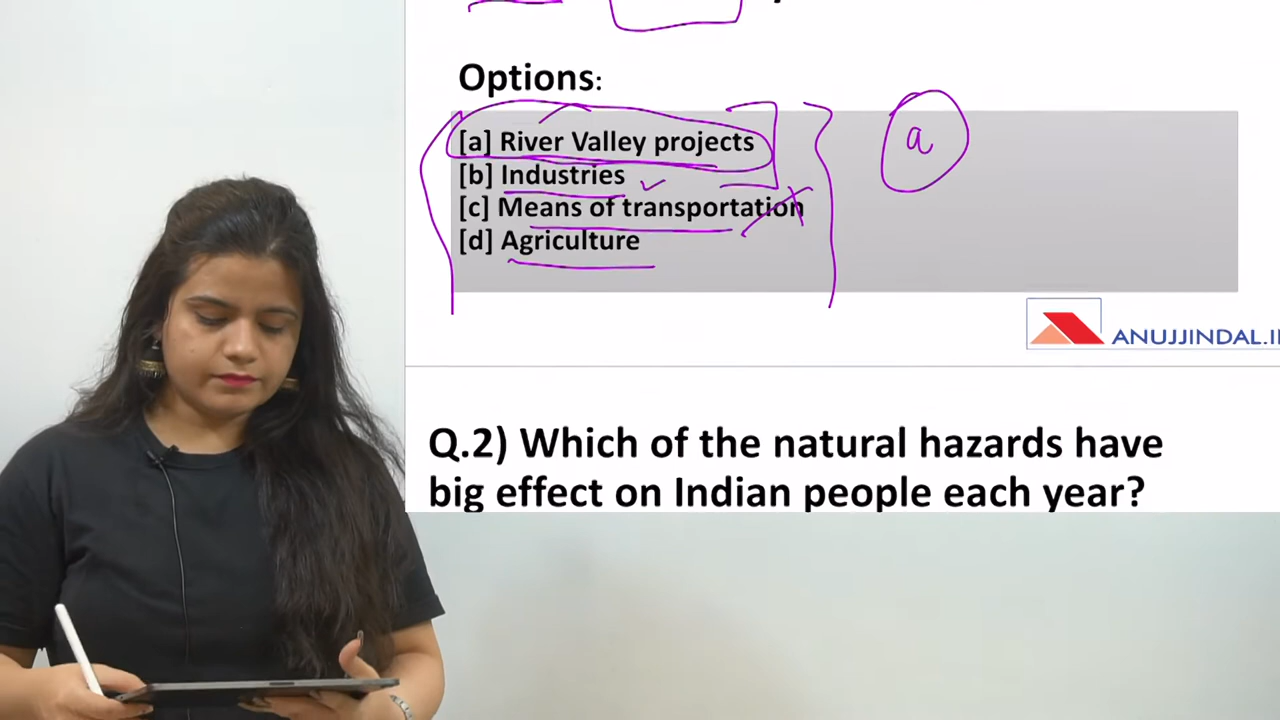 Options:
[a] River Valley projects
a
[b] Industries
[c] Means of transportation
[d] Agriculture
ANUJJINDAL.I
Q.2) Which of the natural hazards have
big effect on Indian people each year?